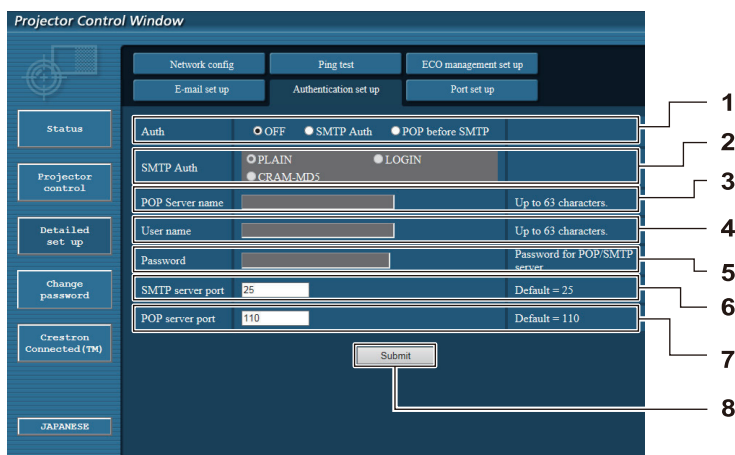 Projector Control Window
Network config
Ping test
ECO management set up
E-mail set up
Authentication set up
Port set up
Status
Projector
control
Detailed
set up
Change
password
Crestron
Connected(TM)
JAPANESE
Auth
OFF
SMTP Auth
POP before SMTP
1
SMTP Auth
PLAIN
LOGIN
CRAM-MD5
2
POP Server name
Up to 63 characters.
3
User name
Up to 63 characters.
4
Password
Password for POP/SMTP
server
5
SMTP server port
25
Default = 25
6
POP server port
110
Default = 110
7
Submit
8